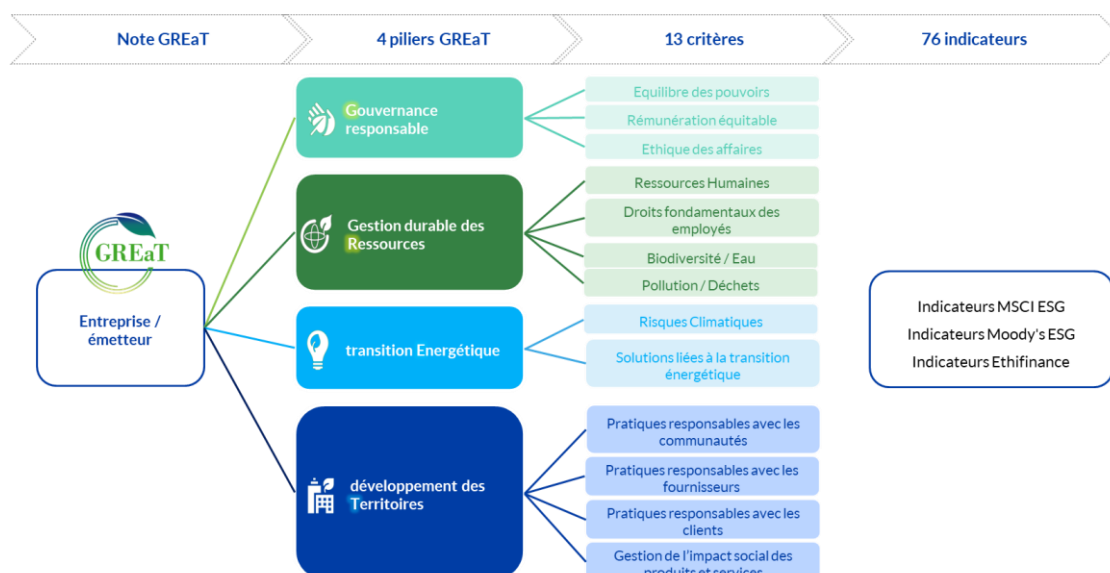 Note GREaT
4 piliers GREaT
13 critères
76 indicateurs
GREaT
Entreprise /
émetteur
Gouvernance
responsable
Equilibre des pouvoirs
Rémunération équitable
Ethique des affaires
Gestion durable des
Ressources
Ressources Humaines
Droits fondamentaux des
employés
Biodiversité / Eau
Pollution / Déchets
transition Energétique
Risques Climatiques
Solutions liées à la transition
énergétique
développement des
Territoires
Pratiques responsables avec les
communautés
Pratiques responsables avec les
fournisseurs
Pratiques responsables avec les
clients
Gestion de l'impact social des
produits et services
Indicateurs MSCI ESG
Indicateurs Moody's ESG
Indicateurs Ethifinance